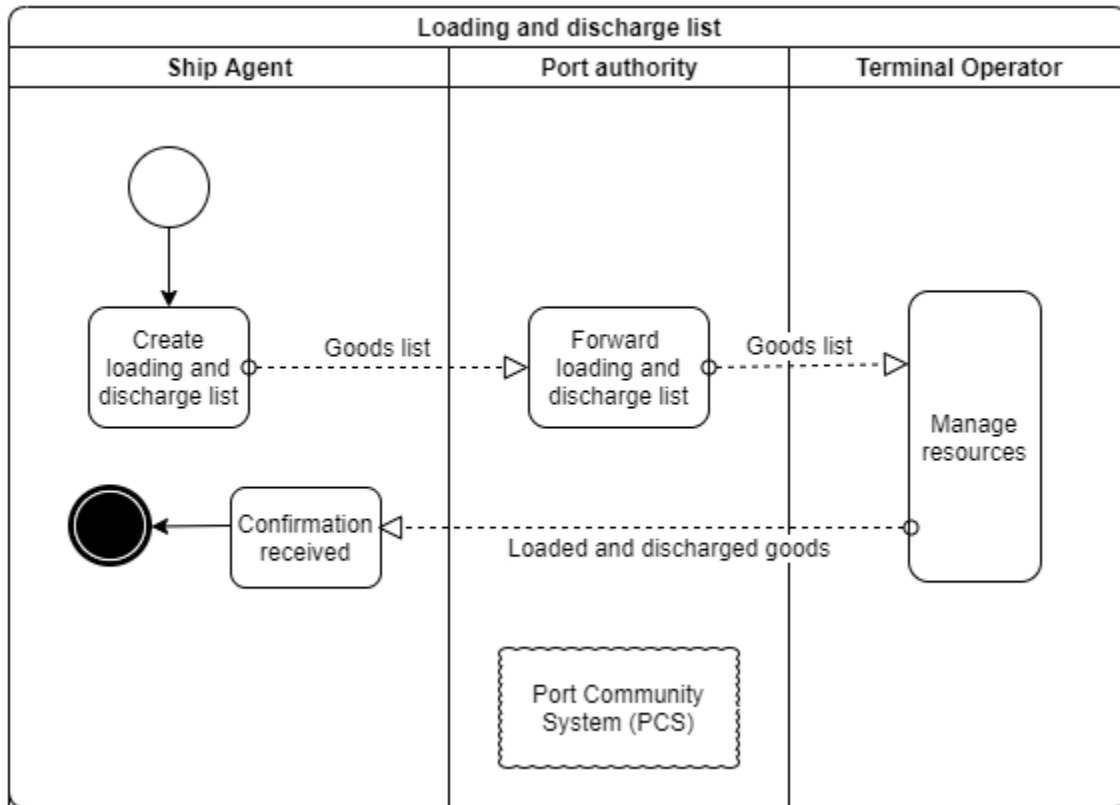 Loading and discharge list
Ship Agent
Port authority
Terminal Operator
Create
loading and
discharge list
Goods list
Forward
loading and
discharge list
Goods list
Manage
resources
Confirmation
received
Loaded and discharged goods
Port Community
System (PCS)